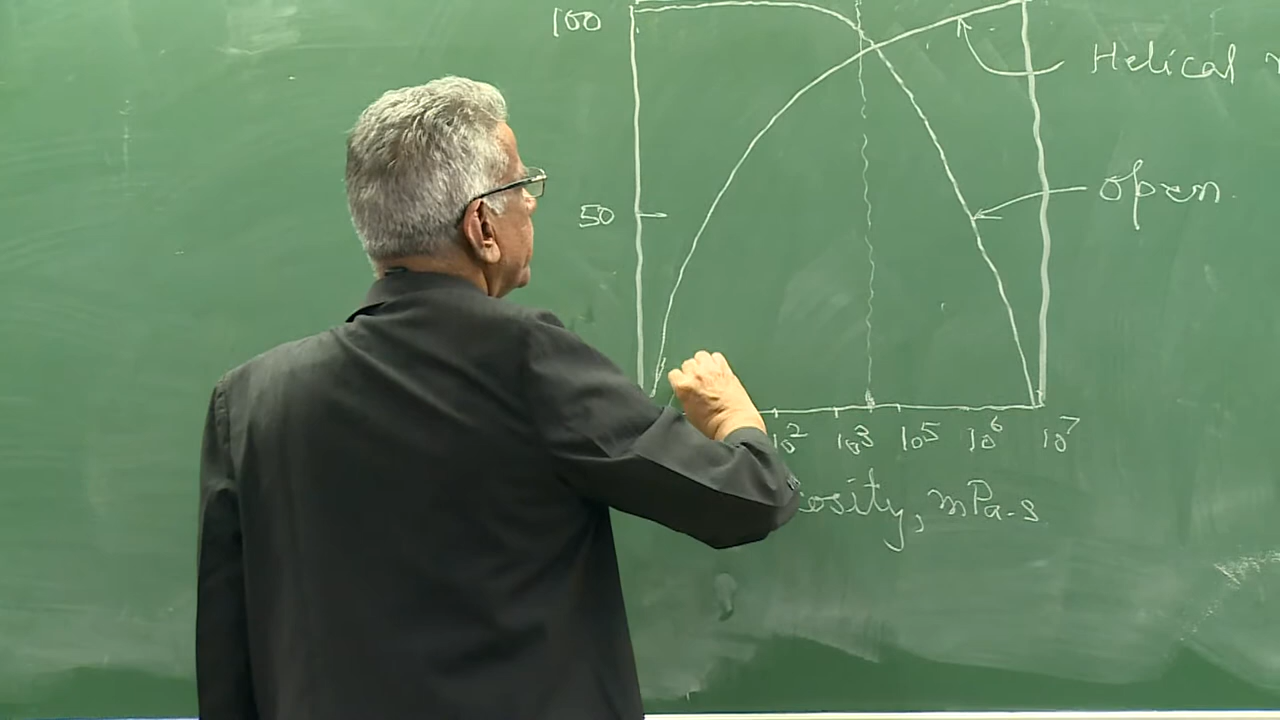 100
Helical
50
open
10² 10³ 10⁵ 10⁶ 10⁷
osity, mPa-s